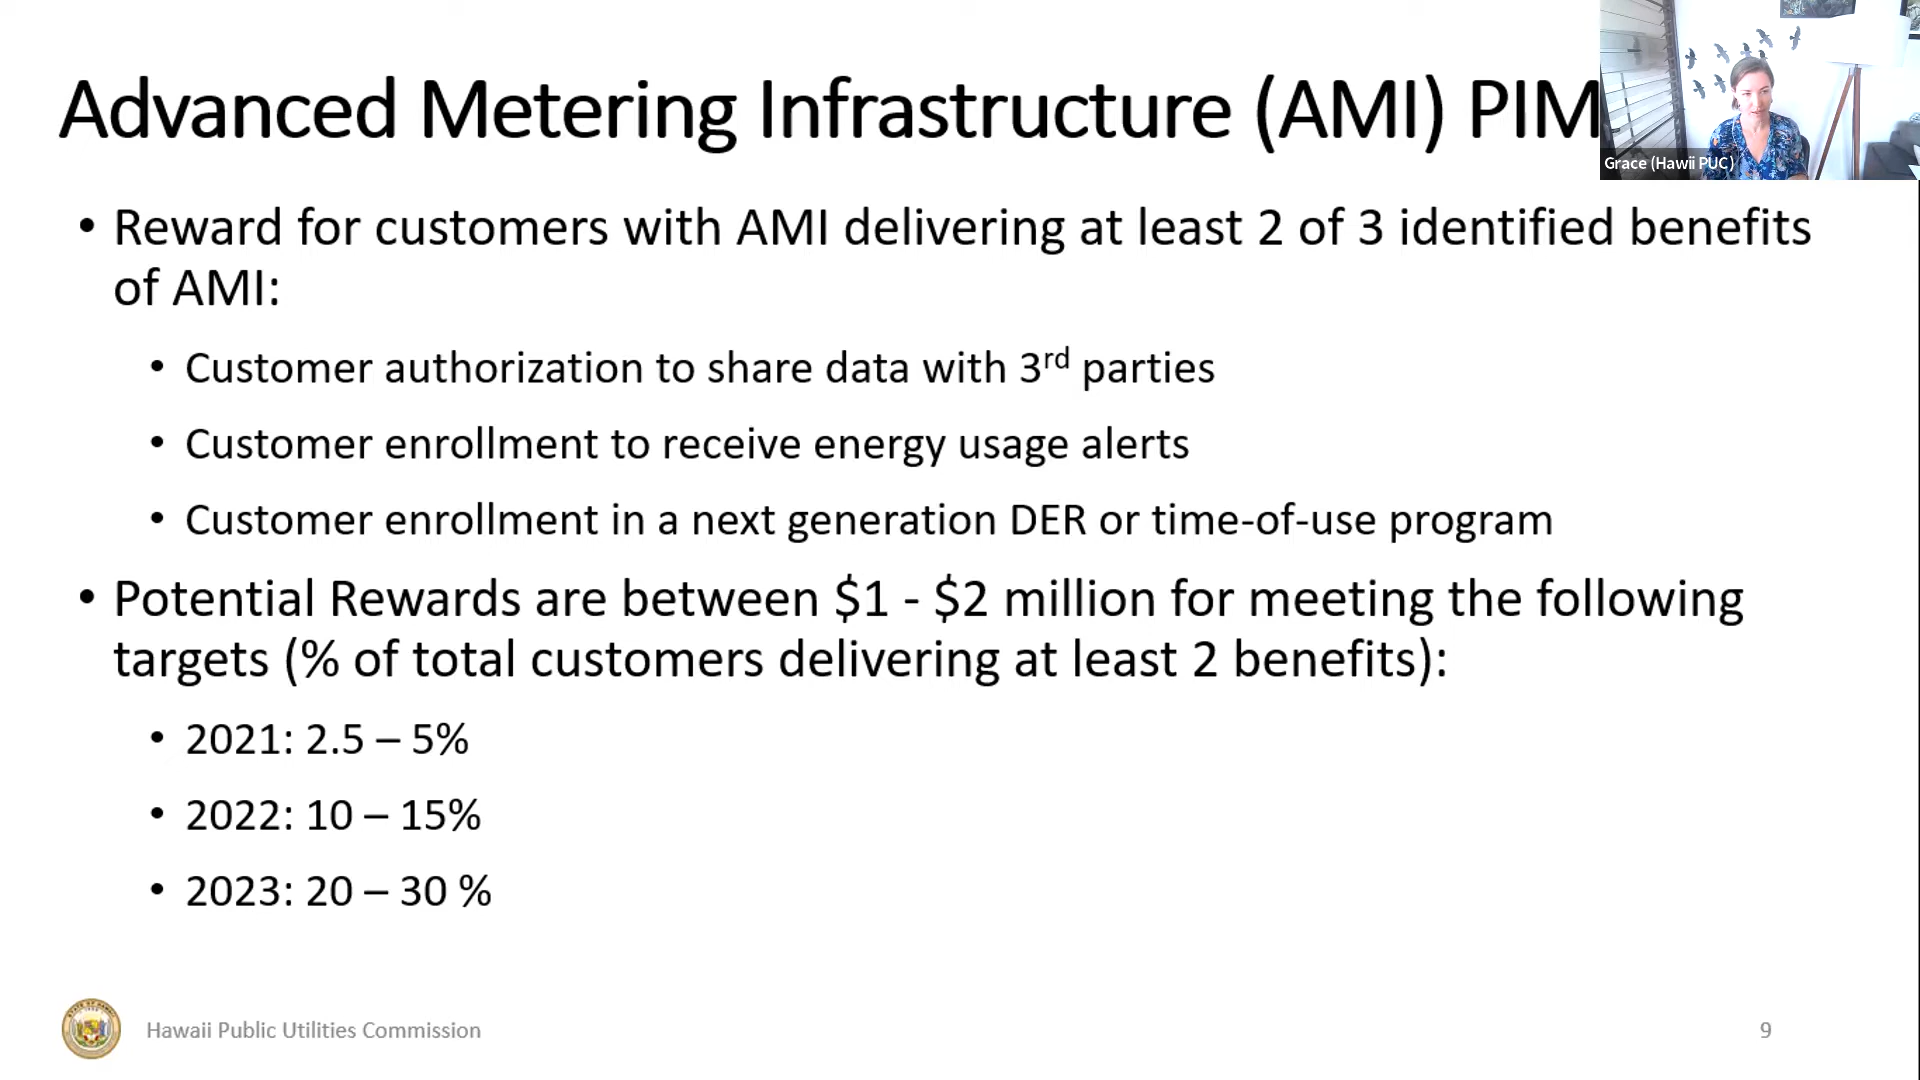 Advanced Metering Infrastructure (AMI) PIM
Grace (Hawii PUC)
• Reward for customers with AMI delivering at least 2 of 3 identified benefits
of AMI:
• Customer authorization to share data with 3rd parties
• Customer enrollment to receive energy usage alerts
• Customer enrollment in a next generation DER or time-of-use program
• Potential Rewards are between $1 - $2 million for meeting the following
targets (% of total customers delivering at least 2 benefits):
• 2021: 2.5 – 5%
• 2022: 10 – 15%
• 2023: 20 – 30 %
Hawaii Public Utilities Commission
9